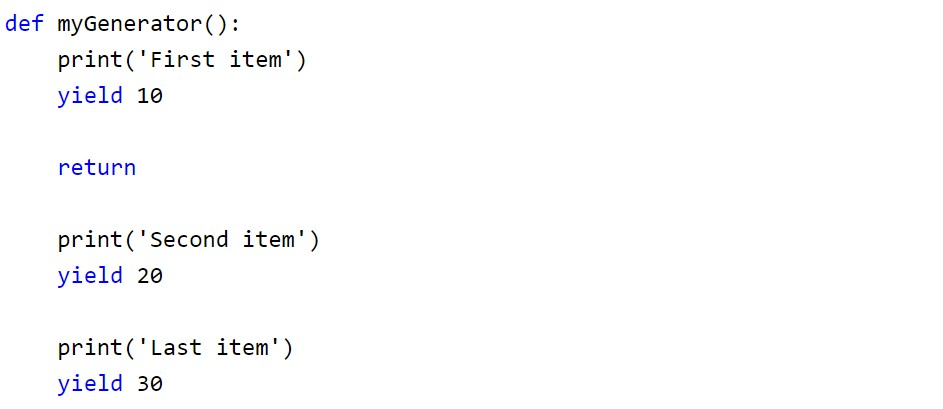 def myGenerator():
    print('First item')
    yield 10

    return

    print('Second item')
    yield 20

    print('Last item')
    yield 30